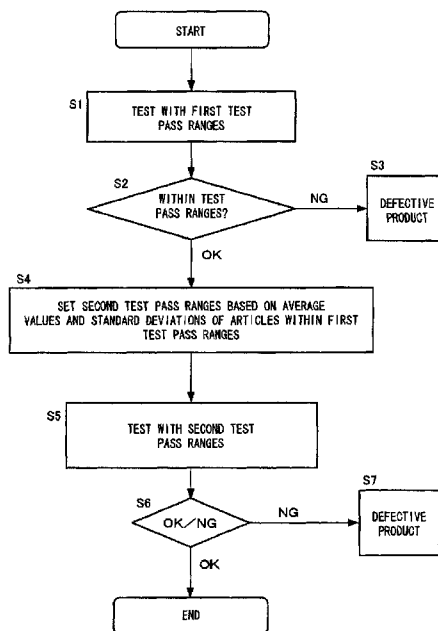 START
S1
TEST WITH FIRST TEST
PASS RANGES
S2
WITHIN TEST
PASS RANGES?
NG
S3
DEFECTIVE
PRODUCT
OK
S4
SET SECOND TEST PASS RANGES BASED ON AVERAGE
VALUES AND STANDARD DEVIATIONS OF ARTICLES WITHIN FIRST
TEST PASS RANGES
S5
TEST WITH SECOND TEST
PASS RANGES
S6
OK/NG
NG
S7
DEFECTIVE
PRODUCT
OK
END